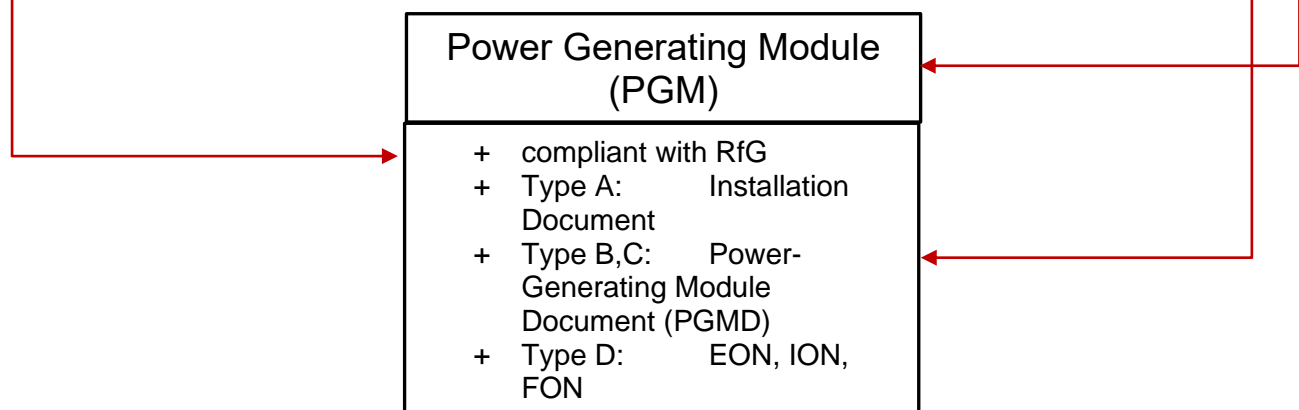 Power Generating Module
(PGM)
+ compliant with RfG
+ Type A: Installation
Document
+ Type B,C: Power-
Generating Module
Document (PGMD)
+ Type D: EON, ION,
FON